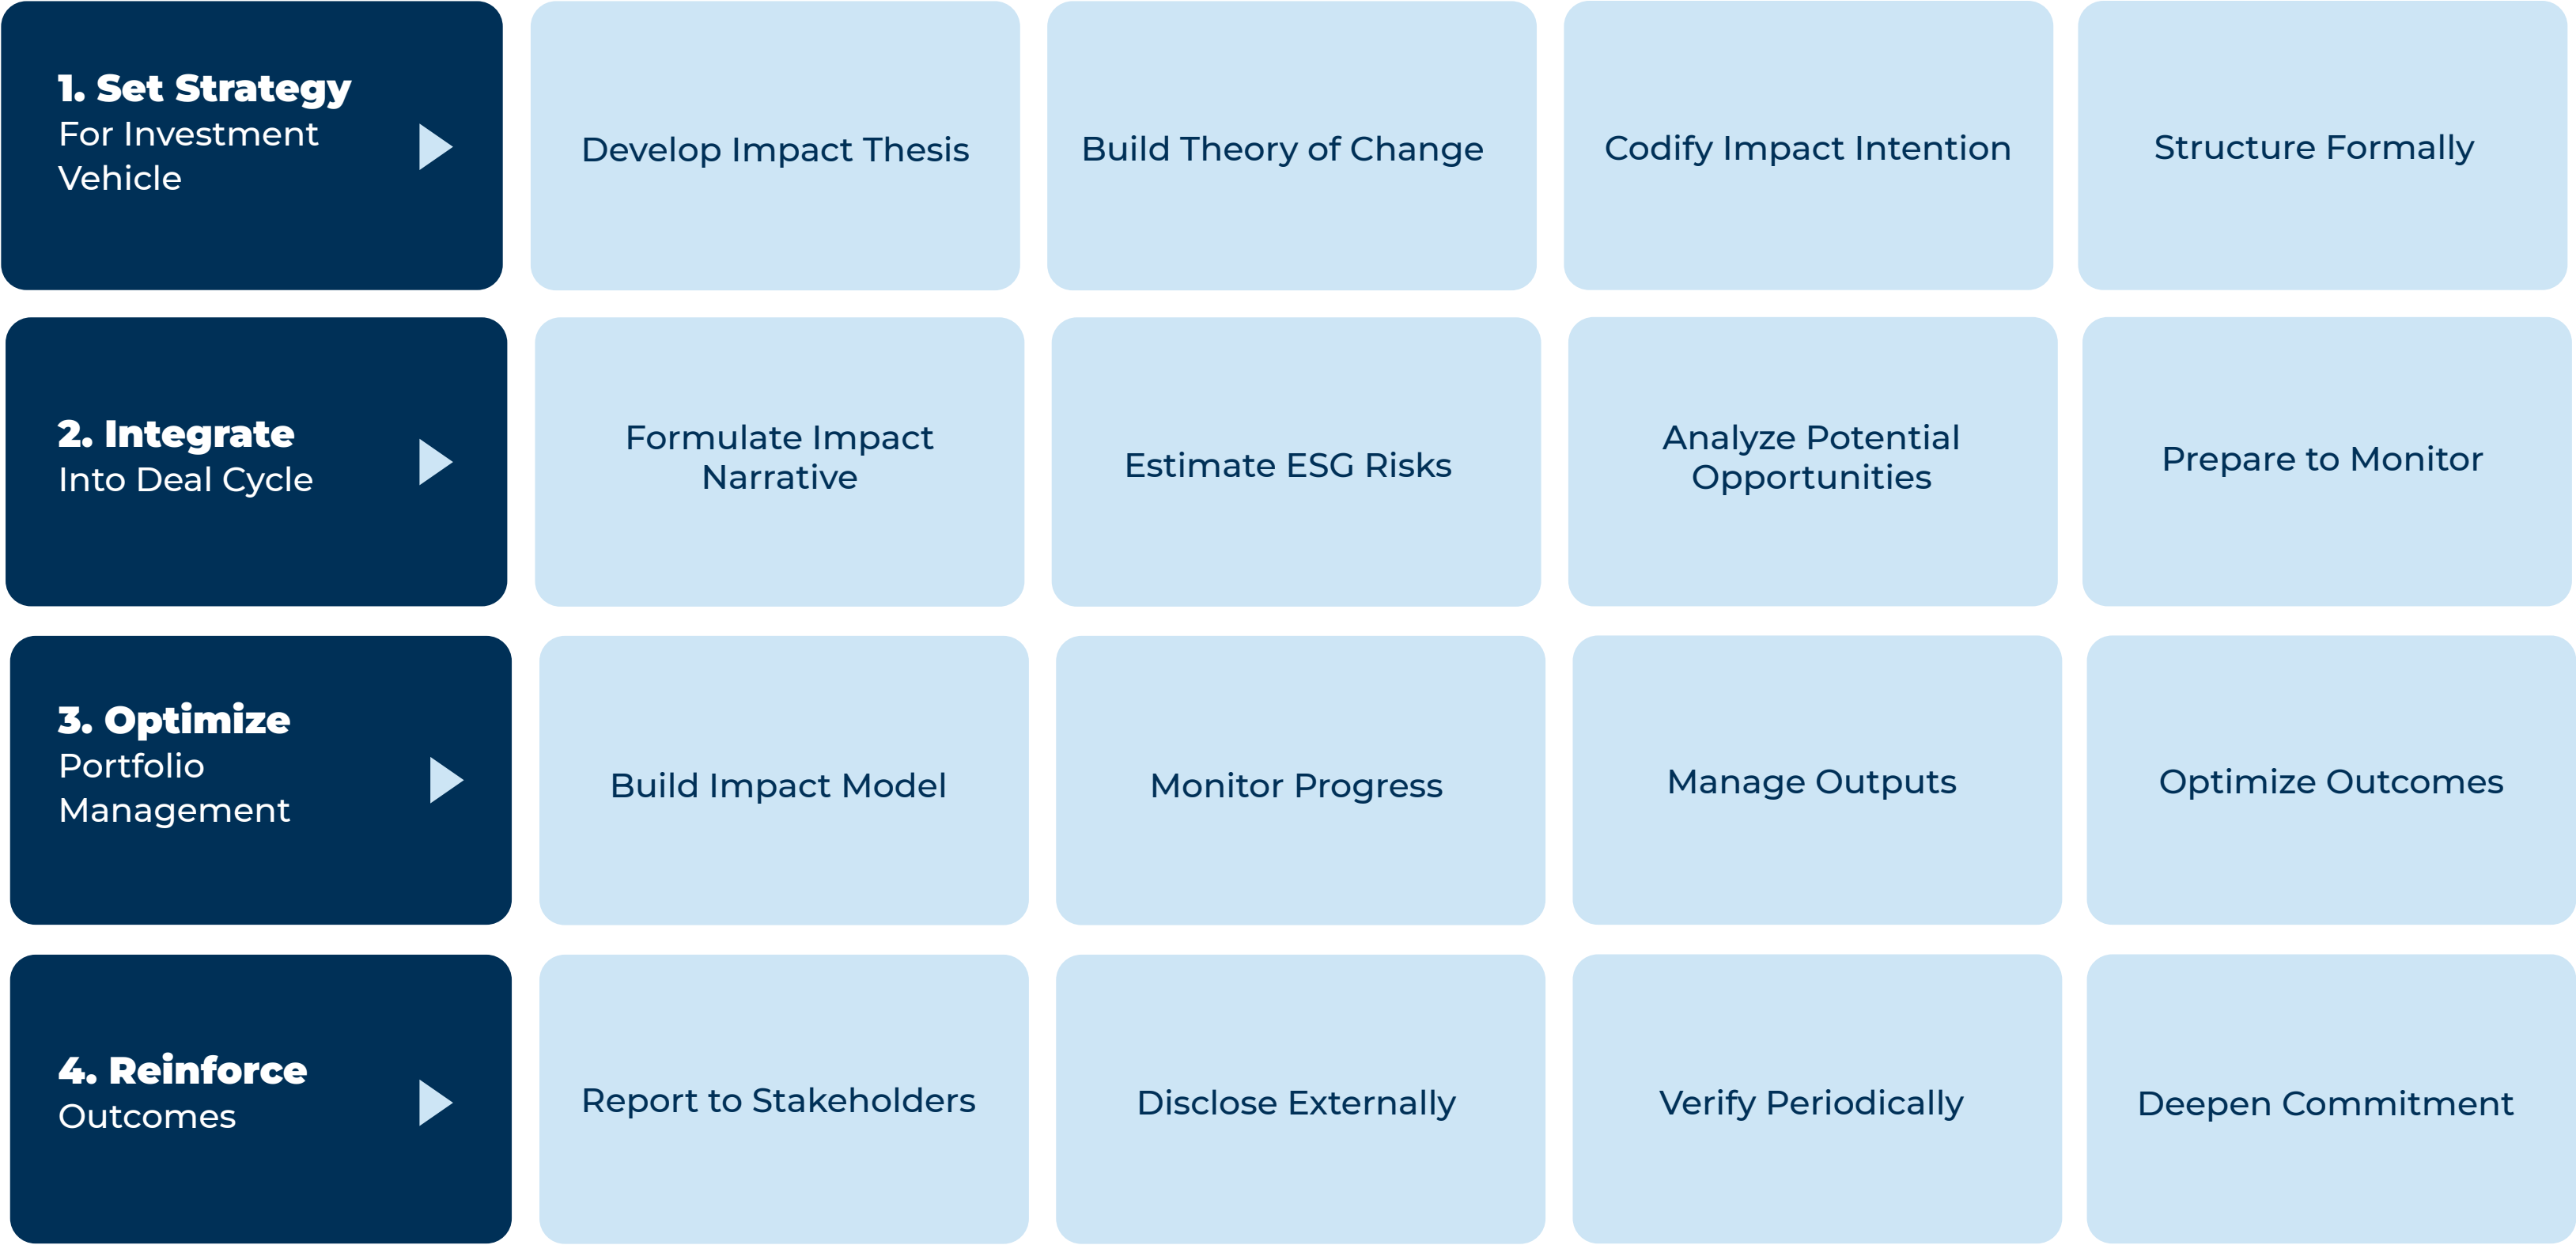 1. Set Strategy
For Investment
Vehicle
Develop Impact Thesis
Build Theory of Change
Codify Impact Intention
Structure Formally
2. Integrate
Into Deal Cycle
Formulate Impact
Narrative
Estimate ESG Risks
Analyze Potential
Opportunities
Prepare to Monitor
3. Optimize
Portfolio
Management
Build Impact Model
Monitor Progress
Manage Outputs
Optimize Outcomes
4. Reinforce
Outcomes
Report to Stakeholders
Disclose Externally
Verify Periodically
Deepen Commitment